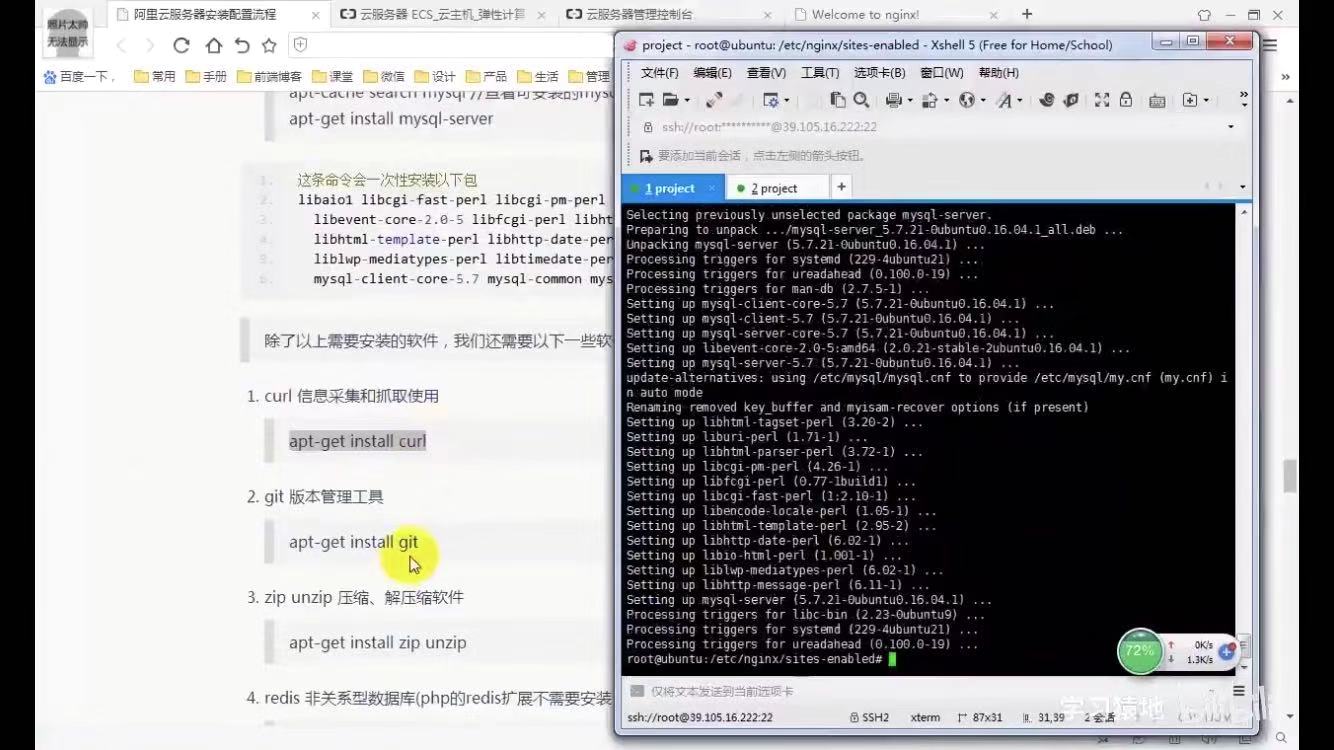 照片太帅
无法显示
阿里云服务器安装配置流程
云服务器 ECS_云主机_弹性计算
云服务器管理控制台
Welcome to nginx!
百度一下，
常用
手册
前端博客
课堂
微信
设计
产品
生活
管理
apt-cache search mysql //查看可安装的mys
apt-get install mysql-server
1. 这条命令会一次性安装以下包
2. libaio1 libcgi-fast-perl libcgi-pm-perl
3. libevent-core-2.0-5 libfcgi-perl libht
4. libhtml-template-perl libhttp-date-per
5. liblwp-mediatypes-perl libtimedate-per
6. mysql-client-core-5.7 mysql-common mys
除了以上需要安装的软件，我们还需要以下一些软
1. curl 信息采集和抓取使用
apt-get install curl
2. git 版本管理工具
apt-get install git
3. zip unzip 压缩、解压缩软件
apt-get install zip unzip
4. redis 非关系型数据库(php的redis扩展不需要安装
project - root@ubuntu: /etc/nginx/sites-enabled - Xshell 5 (Free for Home/School)
文件(F) 编辑(E) 查看(V) 工具(T) 选项卡(B) 窗口(W) 帮助(H)
ssh://root:**********@39.105.16.222:22
要添加当前会话，点击左侧的箭头按钮。
1 project
2 project
Selecting previously unselected package mysql-server.
Preparing to unpack .../mysql-server_5.7.21-0ubuntu0.16.04.1_all.deb ...
Unpacking mysql-server (5.7.21-0ubuntu0.16.04.1) ...
Processing triggers for systemd (229-4ubuntu21) ...
Processing triggers for ureadahead (0.100.0-19) ...
Processing triggers for man-db (2.7.5-1) ...
Setting up mysql-client-core-5.7 (5.7.21-0ubuntu0.16.04.1) ...
Setting up mysql-client-5.7 (5.7.21-0ubuntu0.16.04.1) ...
Setting up mysql-server-core-5.7 (5.7.21-0ubuntu0.16.04.1) ...
Setting up libevent-core-2.0-5:amd64 (2.0.21-stable-2ubuntu0.16.04.1) ...
Setting up mysql-server-5.7 (5.7.21-0ubuntu0.16.04.1) ...
update-alternatives: using /etc/mysql/mysql.cnf to provide /etc/mysql/my.cnf (my.cnf) i
n auto mode
Renaming removed key_buffer and myisam-recover options (if present)
Setting up libhtml-tagset-perl (3.20-2) ...
Setting up liburi-perl (1.71-1) ...
Setting up libhtml-parser-perl (3.72-1) ...
Setting up libcgi-pm-perl (4.26-1) ...
Setting up libfcgi-perl (0.77-1build1) ...
Setting up libcgi-fast-perl (1:2.10-1) ...
Setting up libencode-locale-perl (1.05-1) ...
Setting up libhtml-template-perl (2.95-2) ...
Setting up libhttp-date-perl (6.02-1) ...
Setting up libio-html-perl (1.001-1) ...
Setting up liblwp-mediatypes-perl (6.02-1) ...
Setting up libhttp-message-perl (6.11-1) ...
Setting up mysql-server (5.7.21-0ubuntu0.16.04.1) ...
Processing triggers for libc-bin (2.23-0ubuntu9) ...
Processing triggers for systemd (229-4ubuntu21) ...
Processing triggers for ureadahead (0.100.0-19) ...
root@ubuntu:/etc/nginx/sites-enabled#
72%
0K/s
1.3K/s
仅将文本发送到当前选项卡
ssh://root@39.105.16.222:22
SSH2
xterm
87x31
31,39
2 会话
学习猿地
bilibili